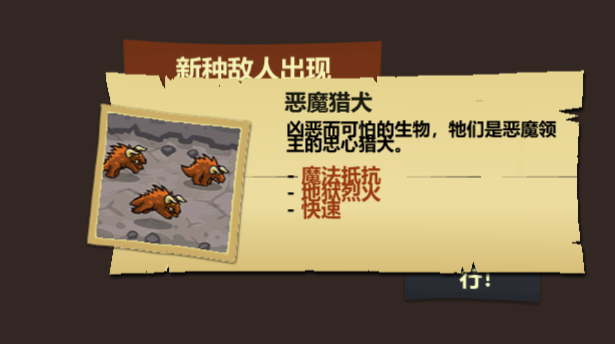 新种敌人出现
恶魔猎犬
凶恶而可怕的生物，牠们是恶魔领
主的忠心猎犬。
- 魔法抵抗
- 地狱烈火
- 快速
行！